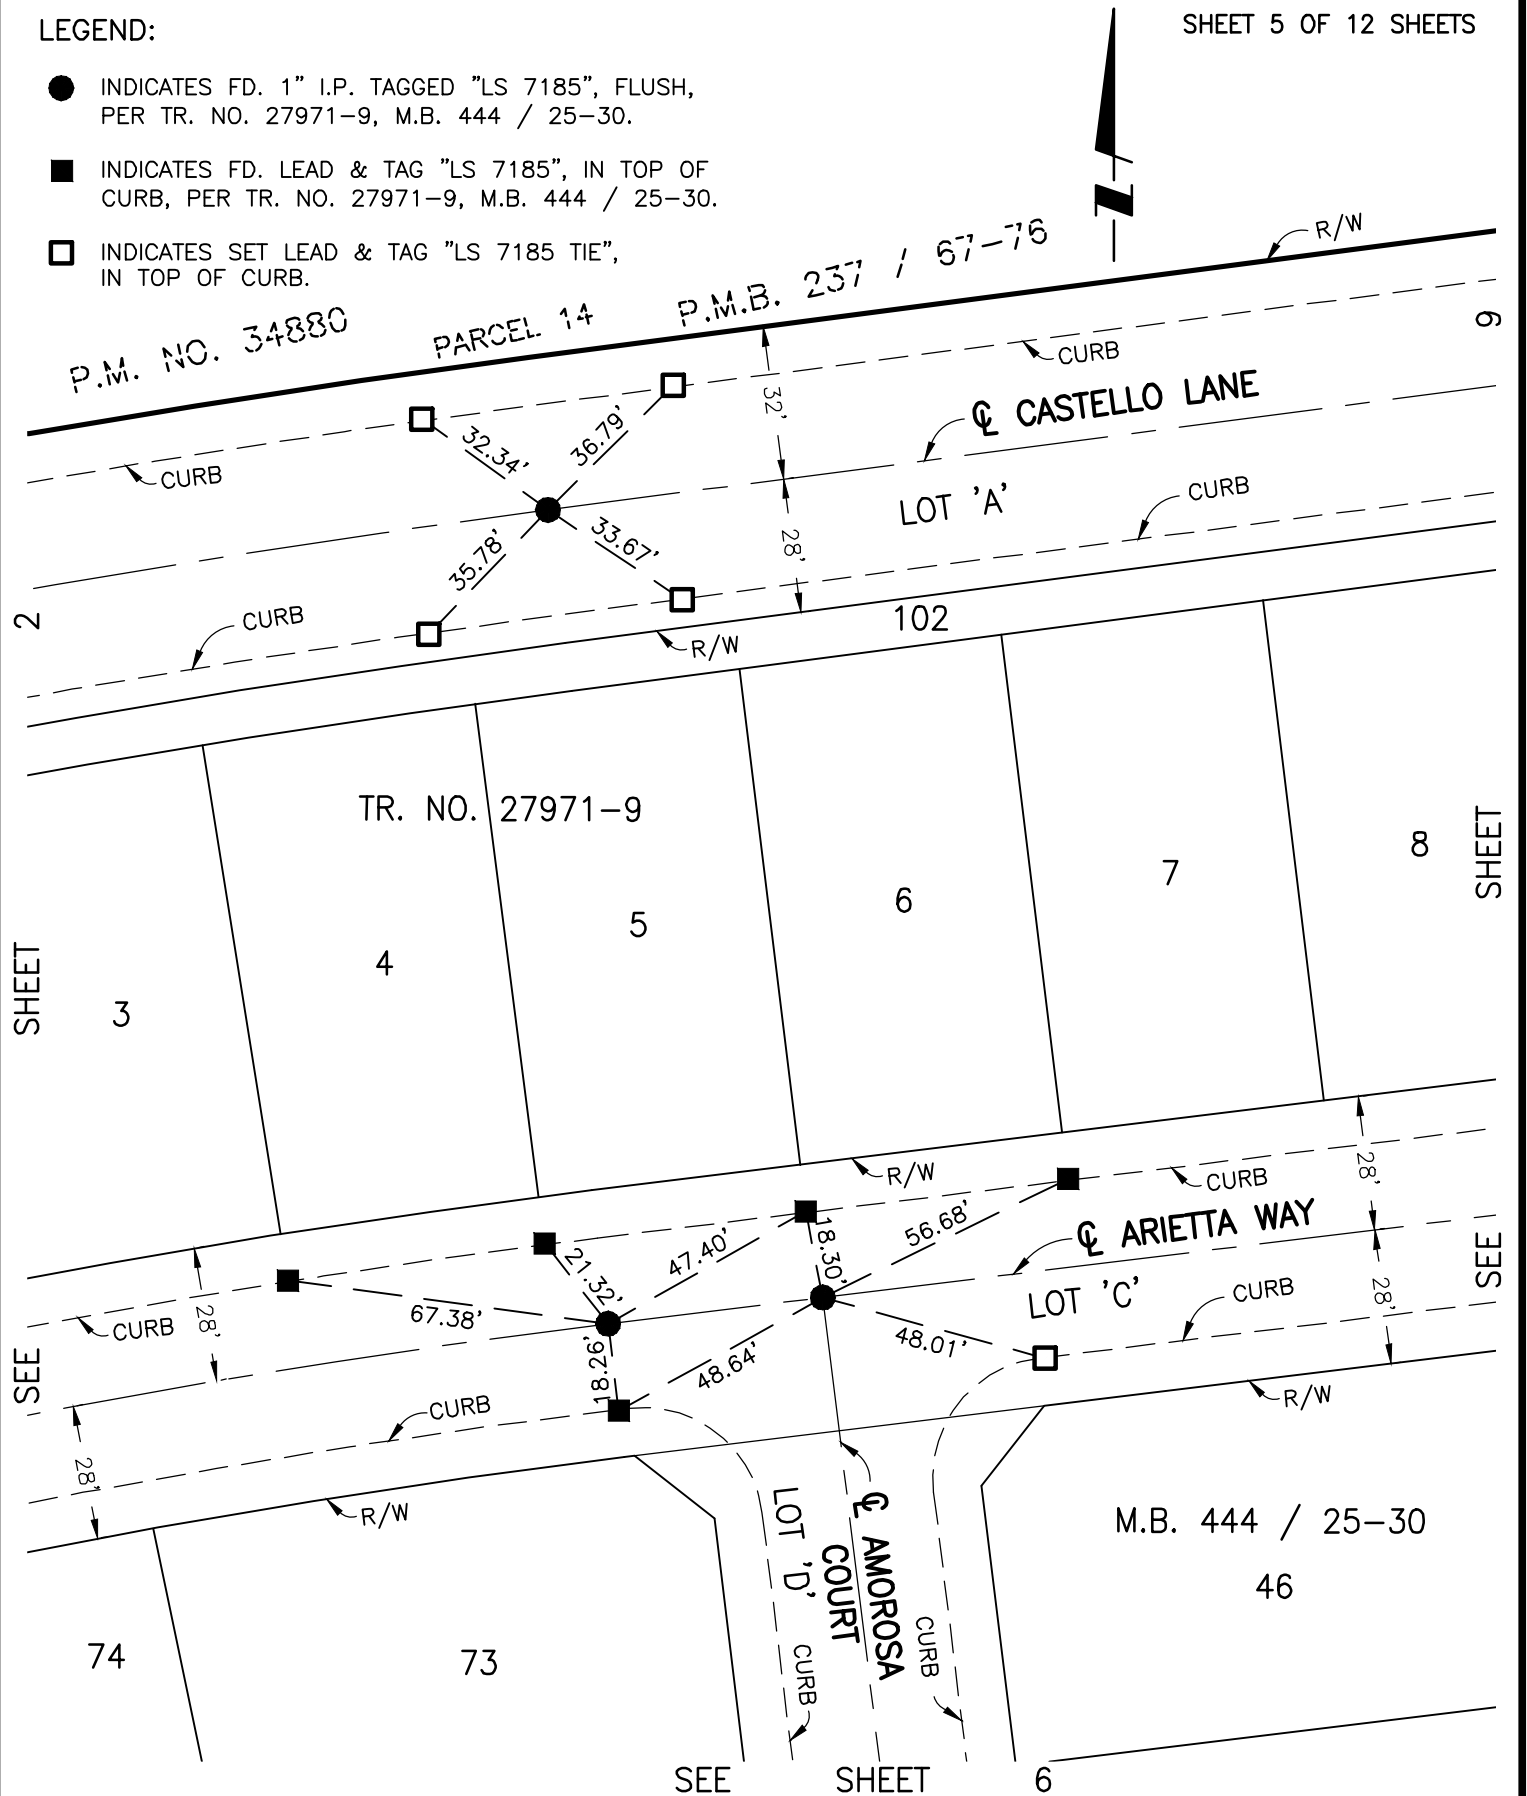 LEGEND:
SHEET 5 OF 12 SHEETS
INDICATES FD. 1" I.P. TAGGED "LS 7185", FLUSH,
PER TR. NO. 27971-9, M.B. 444 / 25-30.
INDICATES FD. LEAD & TAG "LS 7185", IN TOP OF
CURB, PER TR. NO. 27971-9, M.B. 444 / 25-30.
INDICATES SET LEAD & TAG "LS 7185 TIE",
IN TOP OF CURB.
N
R/W
P.M. NO. 34880
PARCEL 14
P.M.B. 237 / 67-76
CURB
32'
℄ CASTELLO LANE
32.34'
36.79'
CURB
LOT 'A'
CURB
28'
35.78'
33.67'
CURB
R/W
102
SEE SHEET 2
SEE SHEET 9
TR. NO. 27971-9
3
4
5
6
7
8
R/W
CURB
28'
56.68'
℄ ARIETTA WAY
18.30'
47.40'
21.32'
67.38'
28'
CURB
LOT 'C'
CURB
28'
48.01'
18.26'
48.64'
CURB
R/W
28'
R/W
LOT 'D'
℄ AMOROSA
COURT
CURB
CURB
M.B. 444 / 25-30
46
74
73
SEE SHEET 6